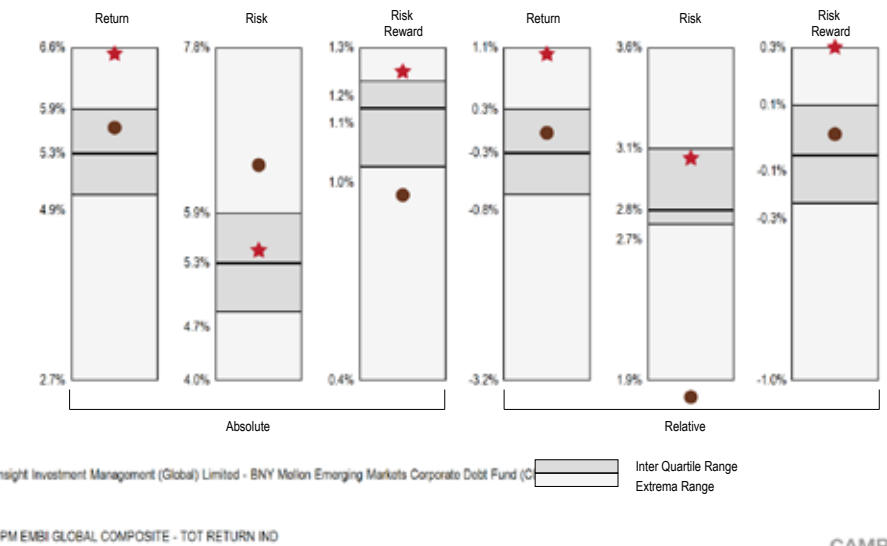 Return Risk Risk Reward Return Risk Risk Reward
6.6% 7.8% 1.3% 1.1% 3.6% 0.3%
5.9% 1.2% 0.3% 0.1%
1.1%
5.3% -0.3% 3.1% -0.1%
1.0%
4.9% 5.9% -0.8% 2.8% -0.3%
2.7%
5.3%
4.7%
2.7% 4.0% 0.4% -3.2% 1.9% -1.0%
Absolute Relative
Inter Quartile Range
nsight Investment Management (Global) Limited - BNY Mellon Emerging Markets Corporate Debt Fund
Extrema Range
PM EMBI GLOBAL COMPOSITE - TOT RETURN IND